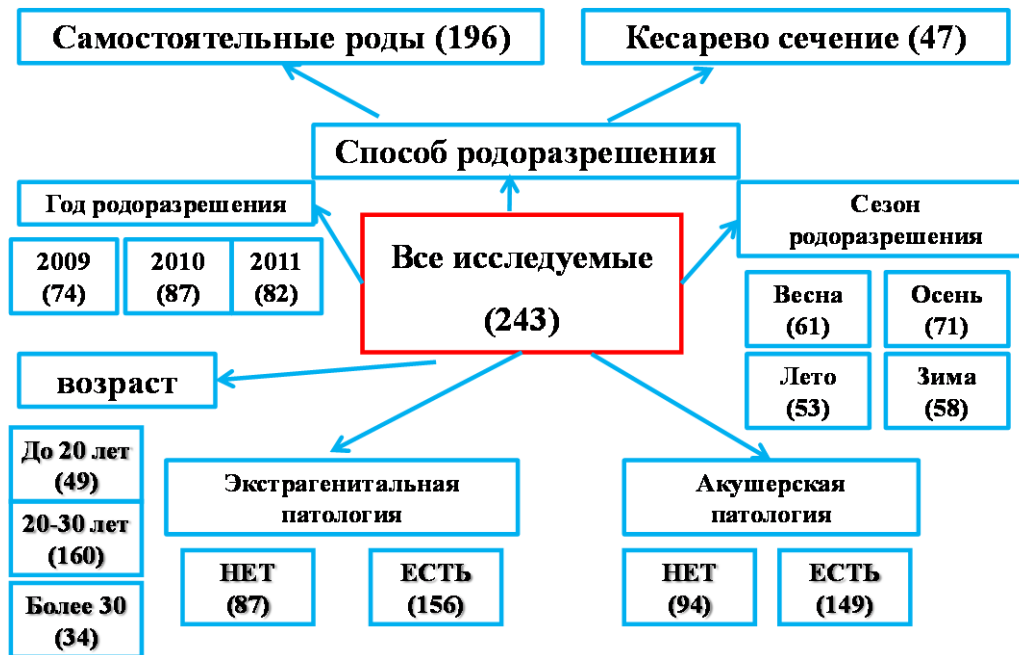 Самостоятельные роды (196)
Кесарево сечение (47)
Способ родоразрешения
Год родоразрешения
2009
(74)
2010
(87)
2011
(82)
Все исследуемые
(243)
Сезон
родоразрешения
Весна
(61)
Осень
(71)
Лето
(53)
Зима
(58)
возраст
До 20 лет
(49)
20-30 лет
(160)
Более 30
(34)
Экстрагенитальная
патология
НЕТ
(87)
ЕСТЬ
(156)
Акушерская
патология
НЕТ
(94)
ЕСТЬ
(149)